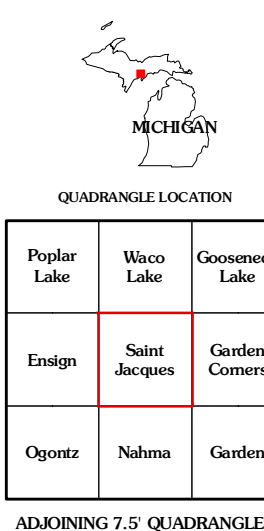 MICHIGAN
QUADRANGLE LOCATION
Poplar Lake
Waco Lake
Goosenec Lake
Ensign
Saint Jacques
Garden Corners
Ogontz
Nahma
Garden
ADJOINING 7.5' QUADRANGLE